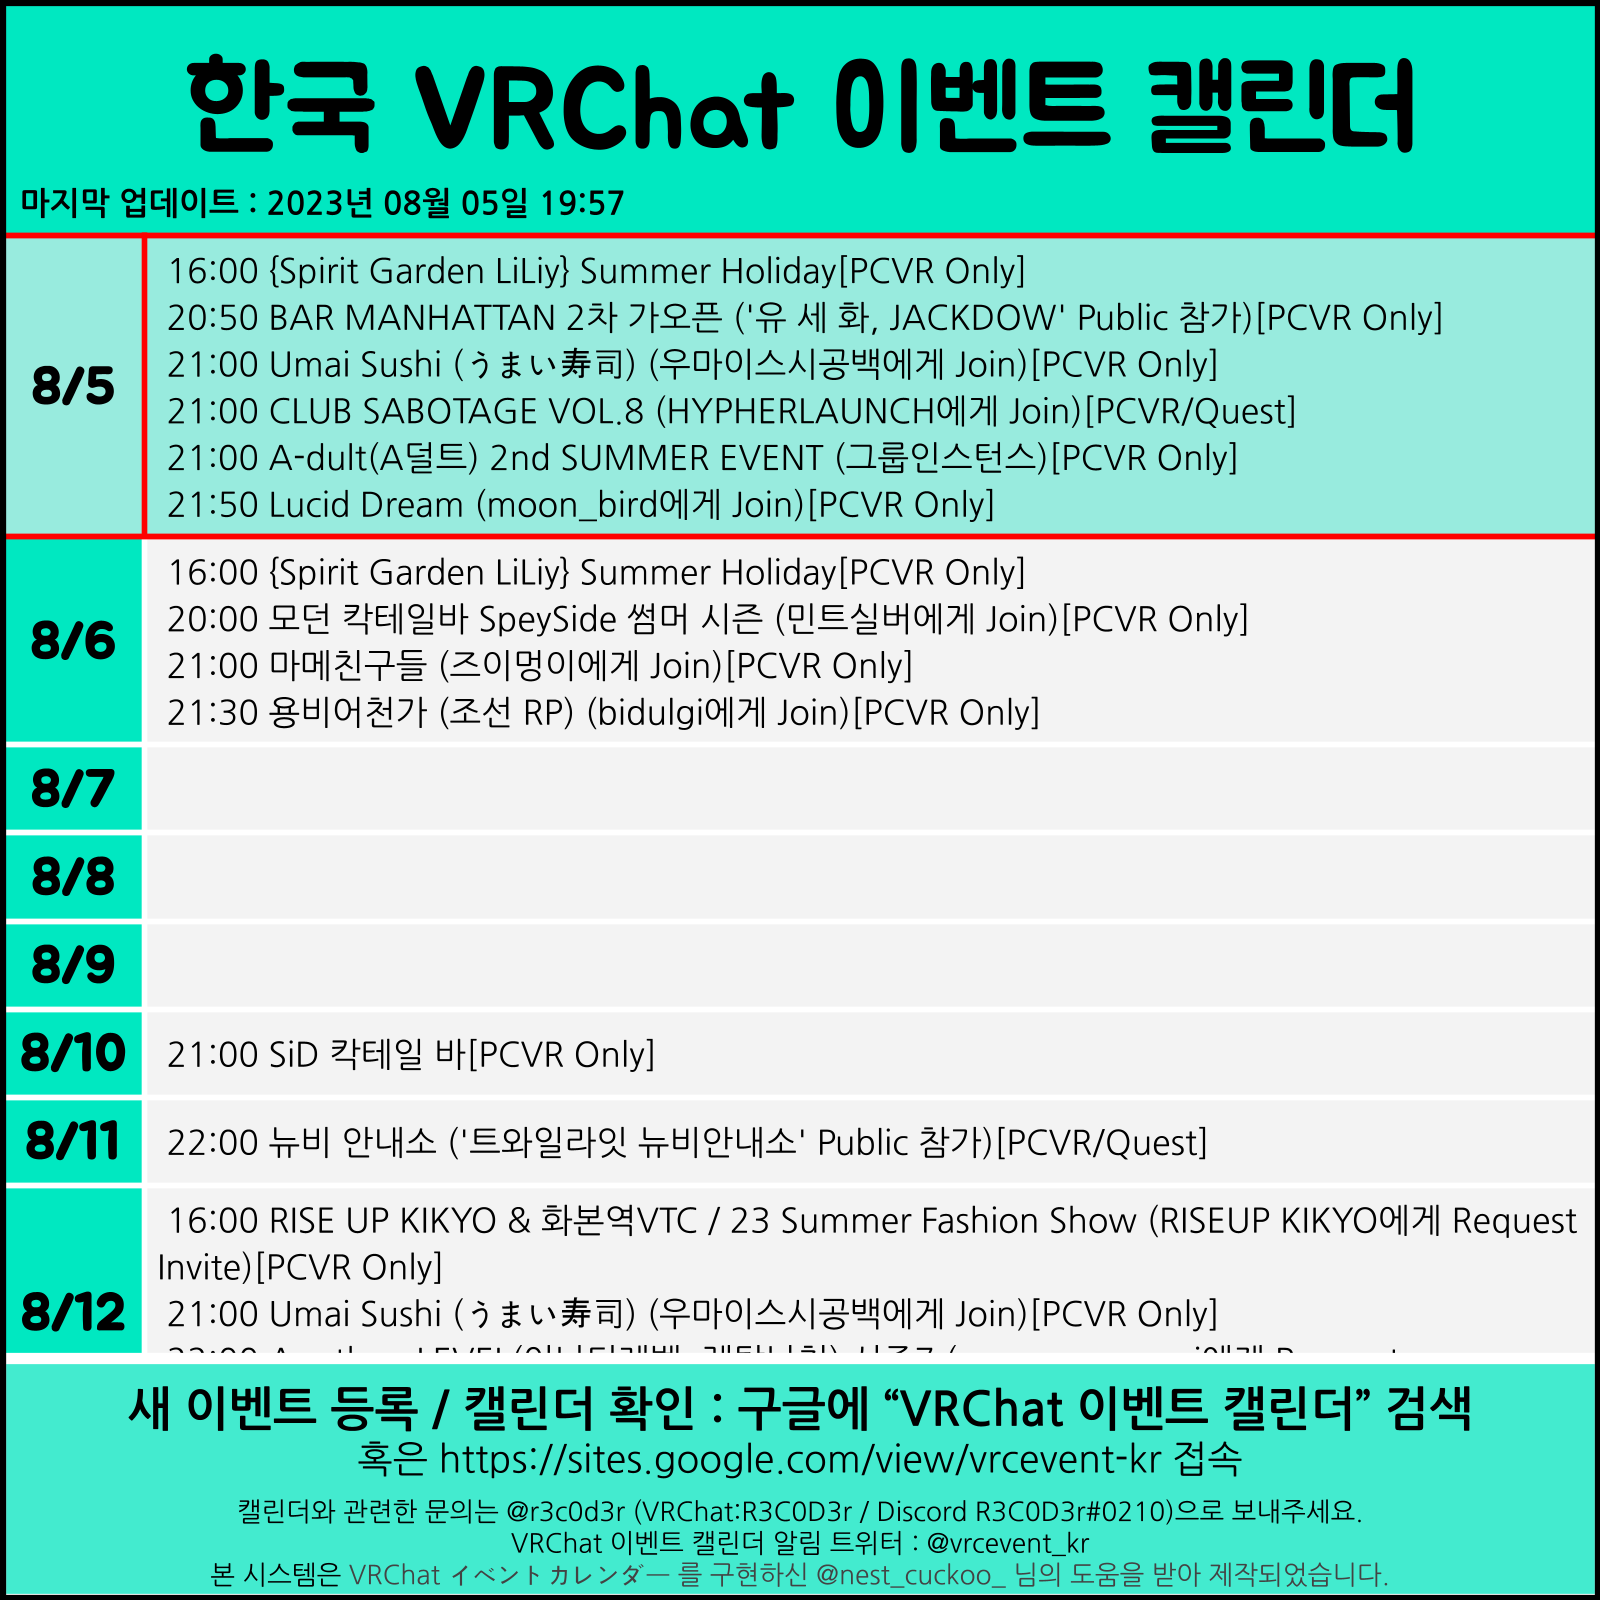 한국 VRChat 이벤트 캘린더
마지막 업데이트 : 2023년 08월 05일 19:57
8/5
16:00 {Spirit Garden LiLiy} Summer Holiday[PCVR Only]
20:50 BAR MANHATTAN 2차 가오픈 ('유 세 화, JACKDOW' Public 참가)[PCVR Only]
21:00 Umai Sushi (うまい寿司) (우마이스시공백에게 Join)[PCVR Only]
21:00 CLUB SABOTAGE VOL.8 (HYPHERLAUNCH에게 Join)[PCVR/Quest]
21:00 A-dult(A덜트) 2nd SUMMER EVENT (그룹인스턴스)[PCVR Only]
21:50 Lucid Dream (moon_bird에게 Join)[PCVR Only]
8/6
16:00 {Spirit Garden LiLiy} Summer Holiday[PCVR Only]
20:00 모던 칵테일바 SpeySide 썸머 시즌 (민트실버에게 Join)[PCVR Only]
21:00 마메친구들 (즈이멍이에게 Join)[PCVR Only]
21:30 용비어천가 (조선 RP) (bidulgi에게 Join)[PCVR Only]
8/7
8/8
8/9
8/10
21:00 SiD 칵테일 바[PCVR Only]
8/11
22:00 뉴비 안내소 ('트와일라잇 뉴비안내소' Public 참가)[PCVR/Quest]
8/12
16:00 RISE UP KIKYO & 화본역VTC / 23 Summer Fashion Show (RISEUP KIKYO에게 Request
Invite)[PCVR Only]
21:00 Umai Sushi (うまい寿司) (우마이스시공백에게 Join)[PCVR Only]
새 이벤트 등록 / 캘린더 확인 : 구글에 “VRChat 이벤트 캘린더” 검색
혹은 https://sites.google.com/view/vrcevent-kr 접속
캘린더와 관련한 문의는 @r3c0d3r (VRChat:R3C0D3r / Discord R3C0D3r#0210)으로 보내주세요.
VRChat 이벤트 캘린더 알림 트위터 : @vrcevent_kr
본 시스템은 VRChat イベントカレンダー 를 구현하신 @nest_cuckoo_ 님의 도움을 받아 제작되었습니다.